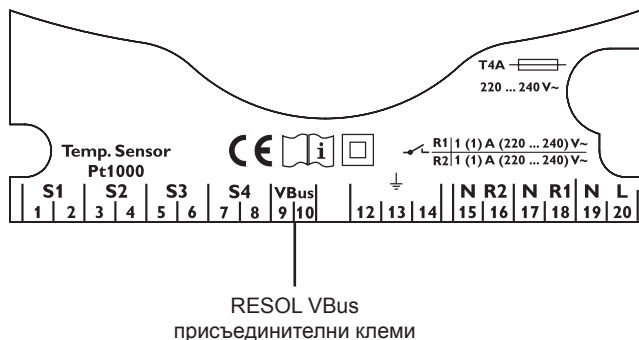 T4A
220 ... 240 V~
Temp. Sensor
Pt1000
CE
i
R1 1 (1) A (220 ... 240) V~
R2 1 (1) A (220 ... 240) V~
S1 S2 S3 S4 VBus N R2 N R1 N L
1 2 3 4 5 6 7 8 9 10 12 13 14 15 16 17 18 19 20
RESOL VBus
присъединителни клеми